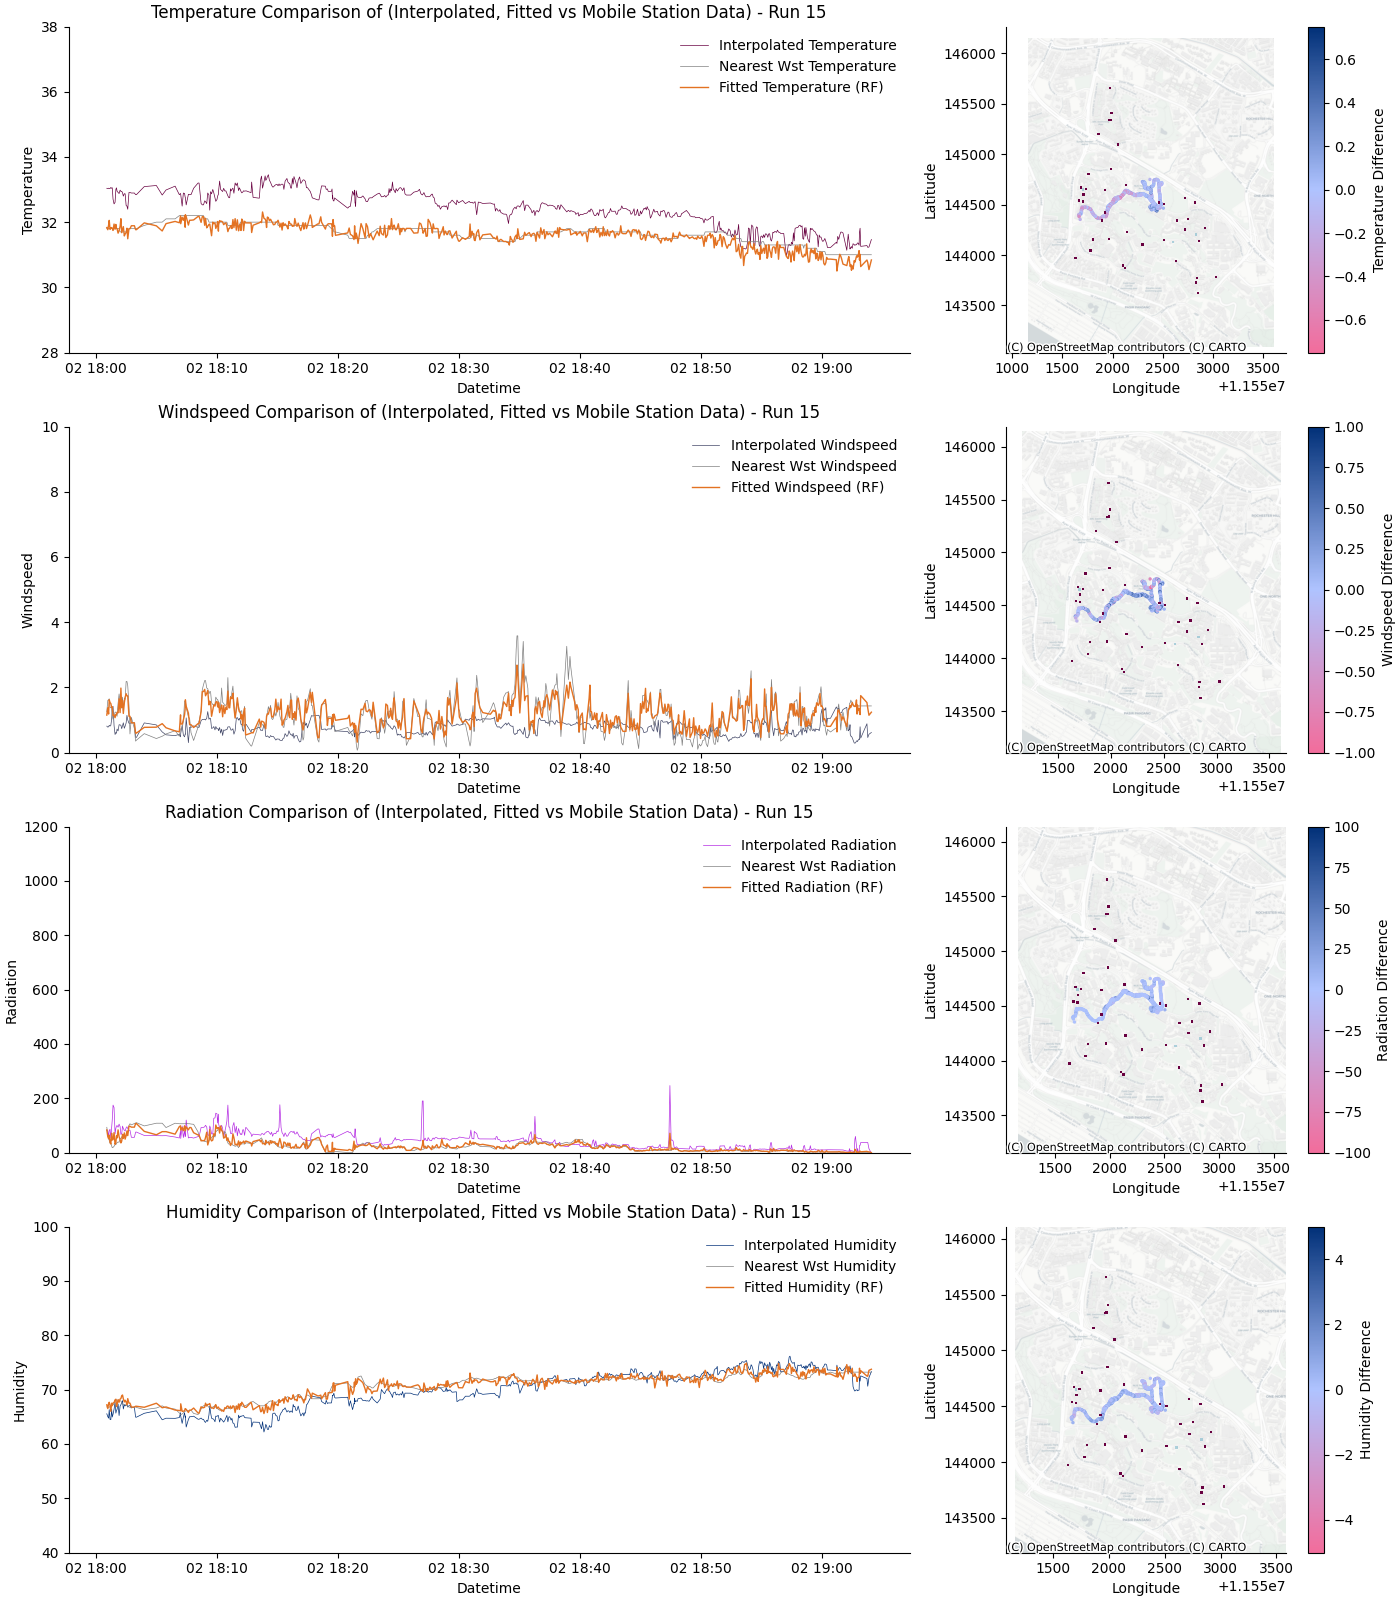 Temperature Comparison of (Interpolated, Fitted vs Mobile Station Data) - Run 15
38
36
34
32
30
28
Temperature
Interpolated Temperature
Nearest Wst Temperature
Fitted Temperature (RF)
02 18:00 02 18:10 02 18:20 02 18:30 02 18:40 02 18:50 02 19:00
Datetime
146000
145500
145000
144500
144000
143500
Latitude
(C) OpenStreetMap contributors (C) CARTO
1000 1500 2000 2500 3000 3500
Longitude +1.155e7
0.6
0.4
0.2
0.0
−0.2
−0.4
−0.6
Temperature Difference
Windspeed Comparison of (Interpolated, Fitted vs Mobile Station Data) - Run 15
10
8
6
4
2
0
Windspeed
Interpolated Windspeed
Nearest Wst Windspeed
Fitted Windspeed (RF)
02 18:00 02 18:10 02 18:20 02 18:30 02 18:40 02 18:50 02 19:00
Datetime
146000
145500
145000
144500
144000
143500
Latitude
(C) OpenStreetMap contributors (C) CARTO
1500 2000 2500 3000 3500
Longitude +1.155e7
1.00
0.75
0.50
0.25
0.00
−0.25
−0.50
−0.75
−1.00
Windspeed Difference
Radiation Comparison of (Interpolated, Fitted vs Mobile Station Data) - Run 15
1200
1000
800
600
400
200
0
Radiation
Interpolated Radiation
Nearest Wst Radiation
Fitted Radiation (RF)
02 18:00 02 18:10 02 18:20 02 18:30 02 18:40 02 18:50 02 19:00
Datetime
146000
145500
145000
144500
144000
143500
Latitude
(C) OpenStreetMap contributors (C) CARTO
1500 2000 2500 3000 3500
Longitude +1.155e7
100
75
50
25
0
−25
−50
−75
−100
Radiation Difference
Humidity Comparison of (Interpolated, Fitted vs Mobile Station Data) - Run 15
100
90
80
70
60
50
40
Humidity
Interpolated Humidity
Nearest Wst Humidity
Fitted Humidity (RF)
02 18:00 02 18:10 02 18:20 02 18:30 02 18:40 02 18:50 02 19:00
Datetime
146000
145500
145000
144500
144000
143500
Latitude
(C) OpenStreetMap contributors (C) CARTO
1500 2000 2500 3000 3500
Longitude +1.155e7
4
2
0
−2
−4
Humidity Difference